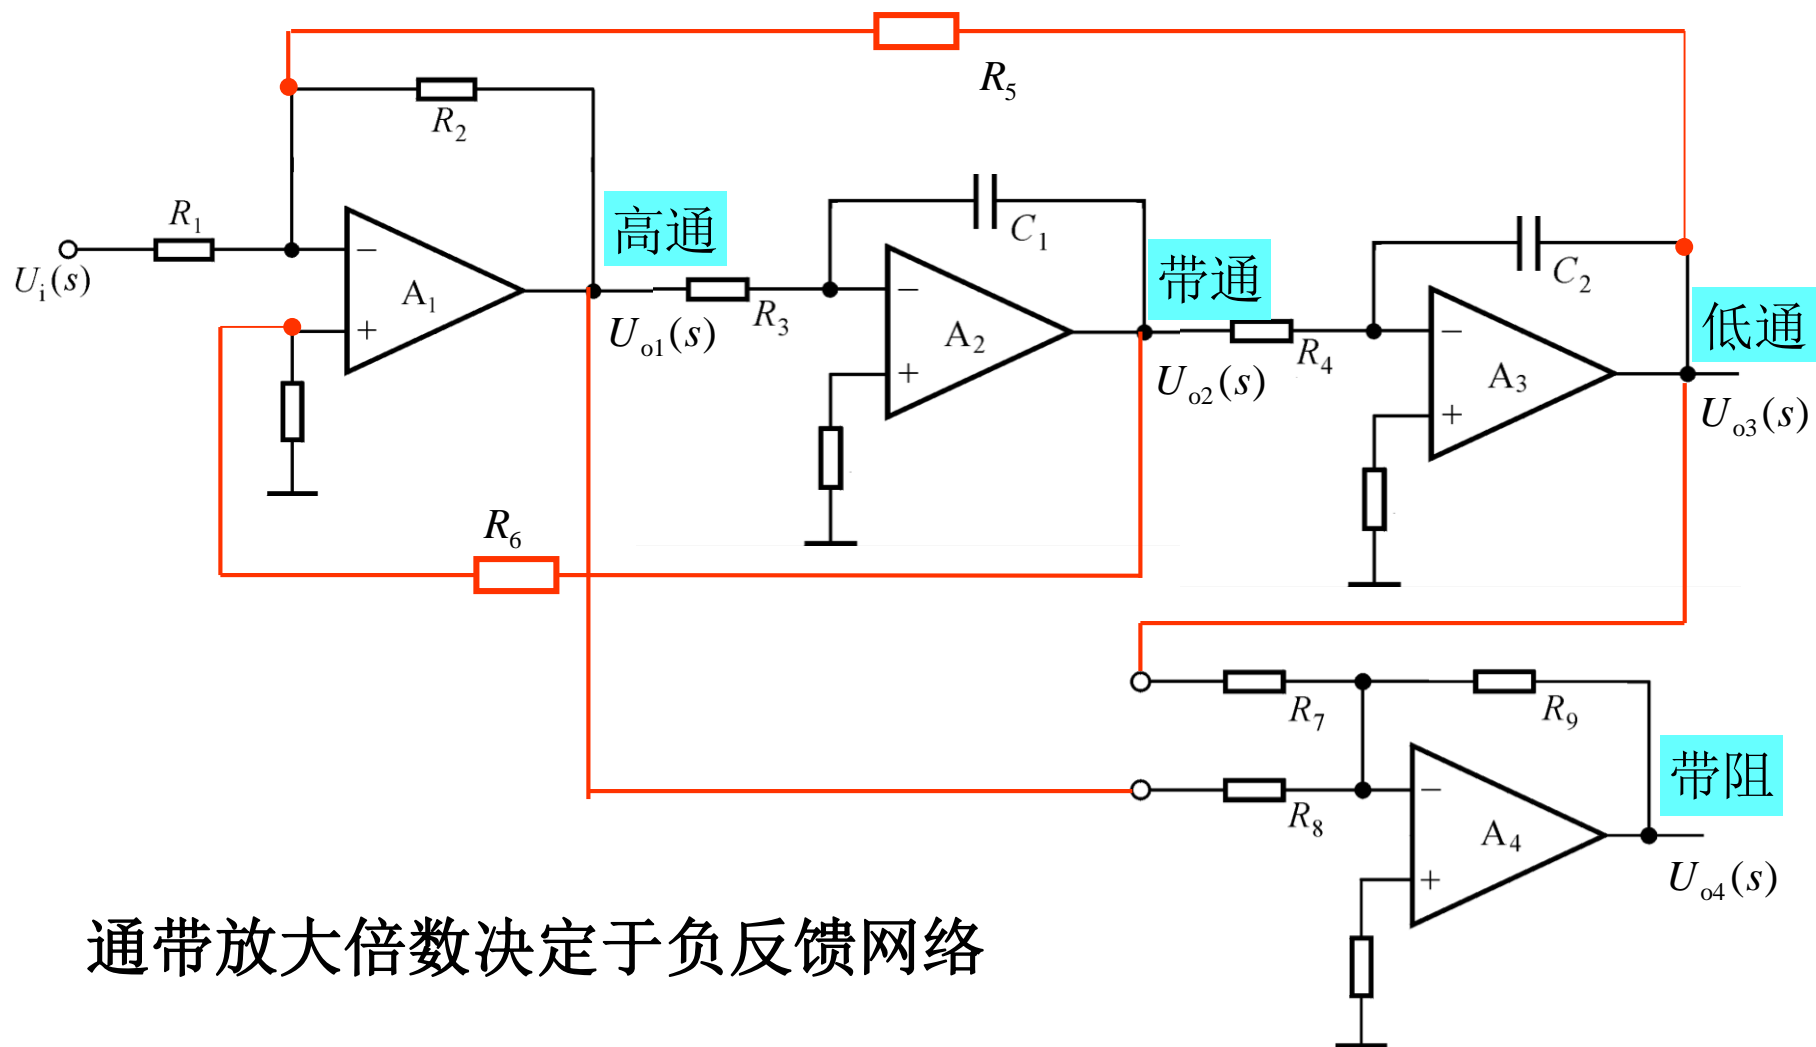 R5
R2
R1
高通
C1
Ui(s)
−
A1
+
带通
C2
−
R3
Uo1(s)
A2
+
低通
−
R4
Uo2(s)
A3
+
Uo3(s)
R6
R7
R9
带阻
−
R8
A4
+
Uo4(s)
通带放大倍数决定于负反馈网络